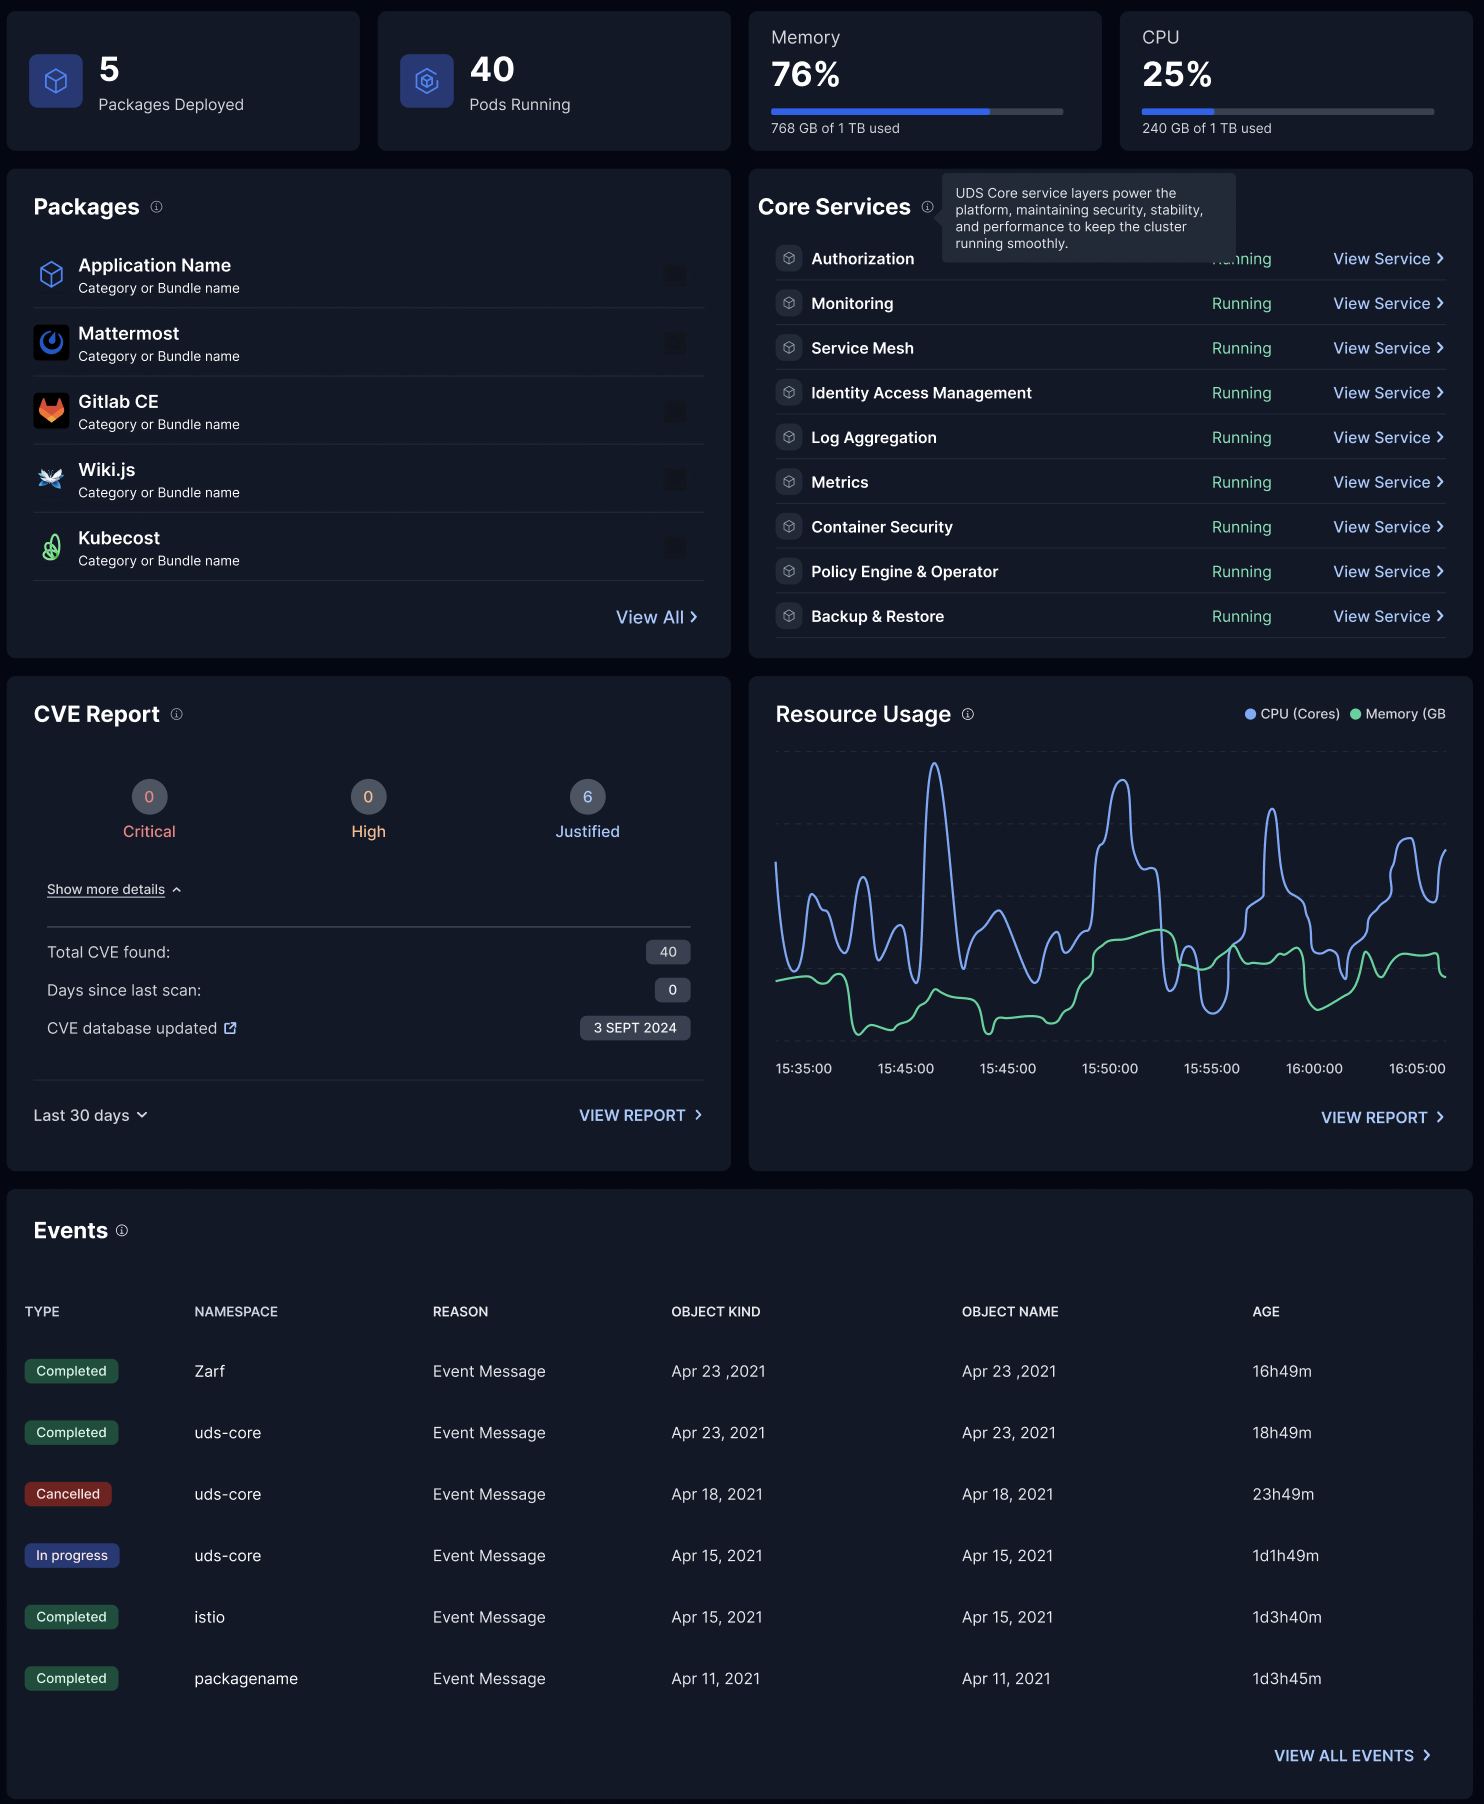 5
Packages Deployed
40
Pods Running
Memory
76%
768 GB of 1 TB used
CPU
25%
240 GB of 1 TB used
Packages
Application Name
Category or Bundle name
Mattermost
Category or Bundle name
Gitlab CE
Category or Bundle name
Wiki.js
Category or Bundle name
Kubecost
Category or Bundle name
View All
Core Services
UDS Core service layers power the
platform, maintaining security, stability,
and performance to keep the cluster
running smoothly.
Authorization Running View Service
Monitoring Running View Service
Service Mesh Running View Service
Identity Access Management Running View Service
Log Aggregation Running View Service
Metrics Running View Service
Container Security Running View Service
Policy Engine & Operator Running View Service
Backup & Restore Running View Service
CVE Report
0 0 6
Critical High Justified
Show more details
Total CVE found: 40
Days since last scan: 0
CVE database updated 3 SEPT 2024
Last 30 days VIEW REPORT
Resource Usage CPU (Cores) Memory (GB
15:35:00 15:45:00 15:45:00 15:50:00 15:55:00 16:00:00 16:05:00
VIEW REPORT
Events
TYPE NAMESPACE REASON OBJECT KIND OBJECT NAME AGE
Completed Zarf Event Message Apr 23 ,2021 Apr 23 ,2021 16h49m
Completed uds-core Event Message Apr 23, 2021 Apr 23, 2021 18h49m
Cancelled uds-core Event Message Apr 18, 2021 Apr 18, 2021 23h49m
In progress uds-core Event Message Apr 15, 2021 Apr 15, 2021 1d1h49m
Completed istio Event Message Apr 15, 2021 Apr 15, 2021 1d3h40m
Completed packagename Event Message Apr 11, 2021 Apr 11, 2021 1d3h45m
VIEW ALL EVENTS